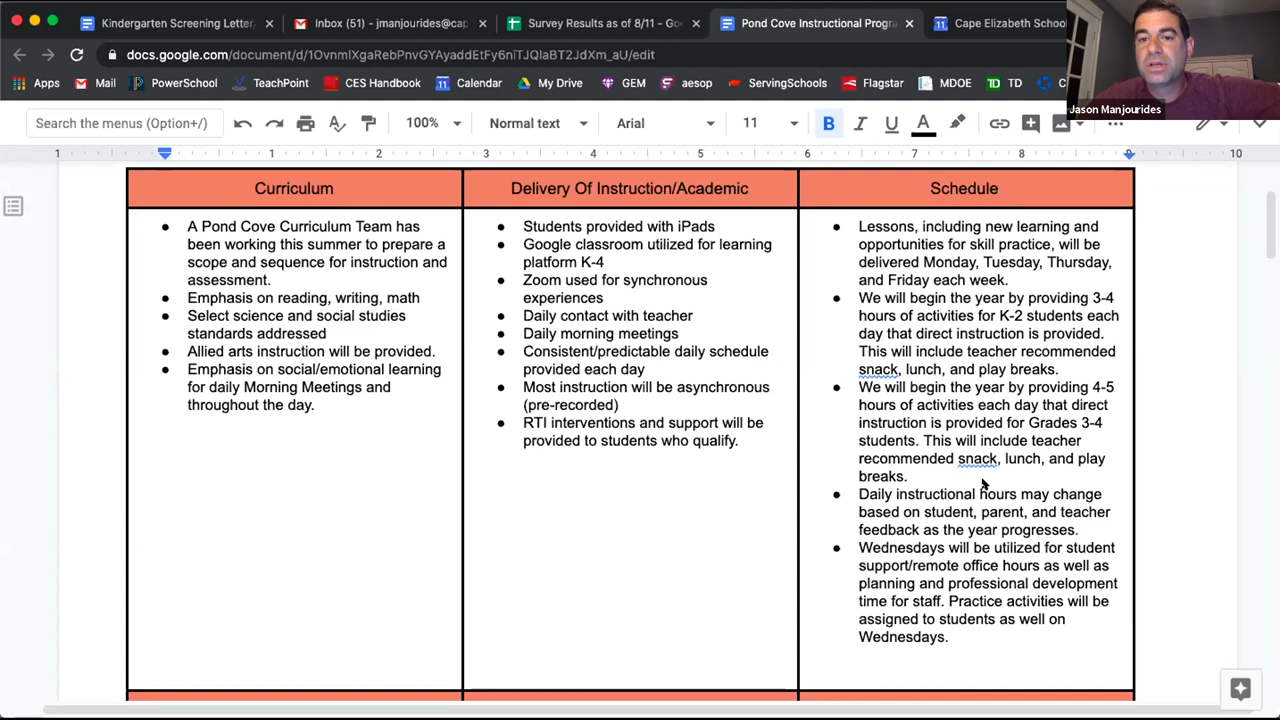 Kindergarten Screening Letter
Inbox (51) - jmanjourides@cap
Survey Results as of 8/11 - Go
Pond Cove Instructional Progra
Cape Elizabeth Schoo
Jason Manjourides
Apps
Mail
PowerSchool
TeachPoint
CES Handbook
Calendar
My Drive
GEM
aesop
ServingSchools
Flagstar
MDOE
TD
Search the menus (Option+/)
100%
Normal text
Arial
11
1 1 2 3 4 5 6 7 8 9 10
Curriculum
A Pond Cove Curriculum Team has
been working this summer to prepare a
scope and sequence for instruction and
assessment.
Emphasis on reading, writing, math
Select science and social studies
standards addressed
Allied arts instruction will be provided.
Emphasis on social/emotional learning
for daily Morning Meetings and
throughout the day.
Delivery Of Instruction/Academic
Students provided with iPads
Google classroom utilized for learning
platform K-4
Zoom used for synchronous
experiences
Daily contact with teacher
Daily morning meetings
Consistent/predictable daily schedule
provided each day
Most instruction will be asynchronous
(pre-recorded)
RTI interventions and support will be
provided to students who qualify.
Schedule
Lessons, including new learning and
opportunities for skill practice, will be
delivered Monday, Tuesday, Thursday,
and Friday each week.
We will begin the year by providing 3-4
hours of activities for K-2 students each
day that direct instruction is provided.
This will include teacher recommended
snack, lunch, and play breaks.
We will begin the year by providing 4-5
hours of activities each day that direct
instruction is provided for Grades 3-4
students. This will include teacher
recommended snack, lunch, and play
breaks.
Daily instructional hours may change
based on student, parent, and teacher
feedback as the year progresses.
Wednesdays will be utilized for student
support/remote office hours as well as
planning and professional development
time for staff. Practice activities will be
assigned to students as well on
Wednesdays.